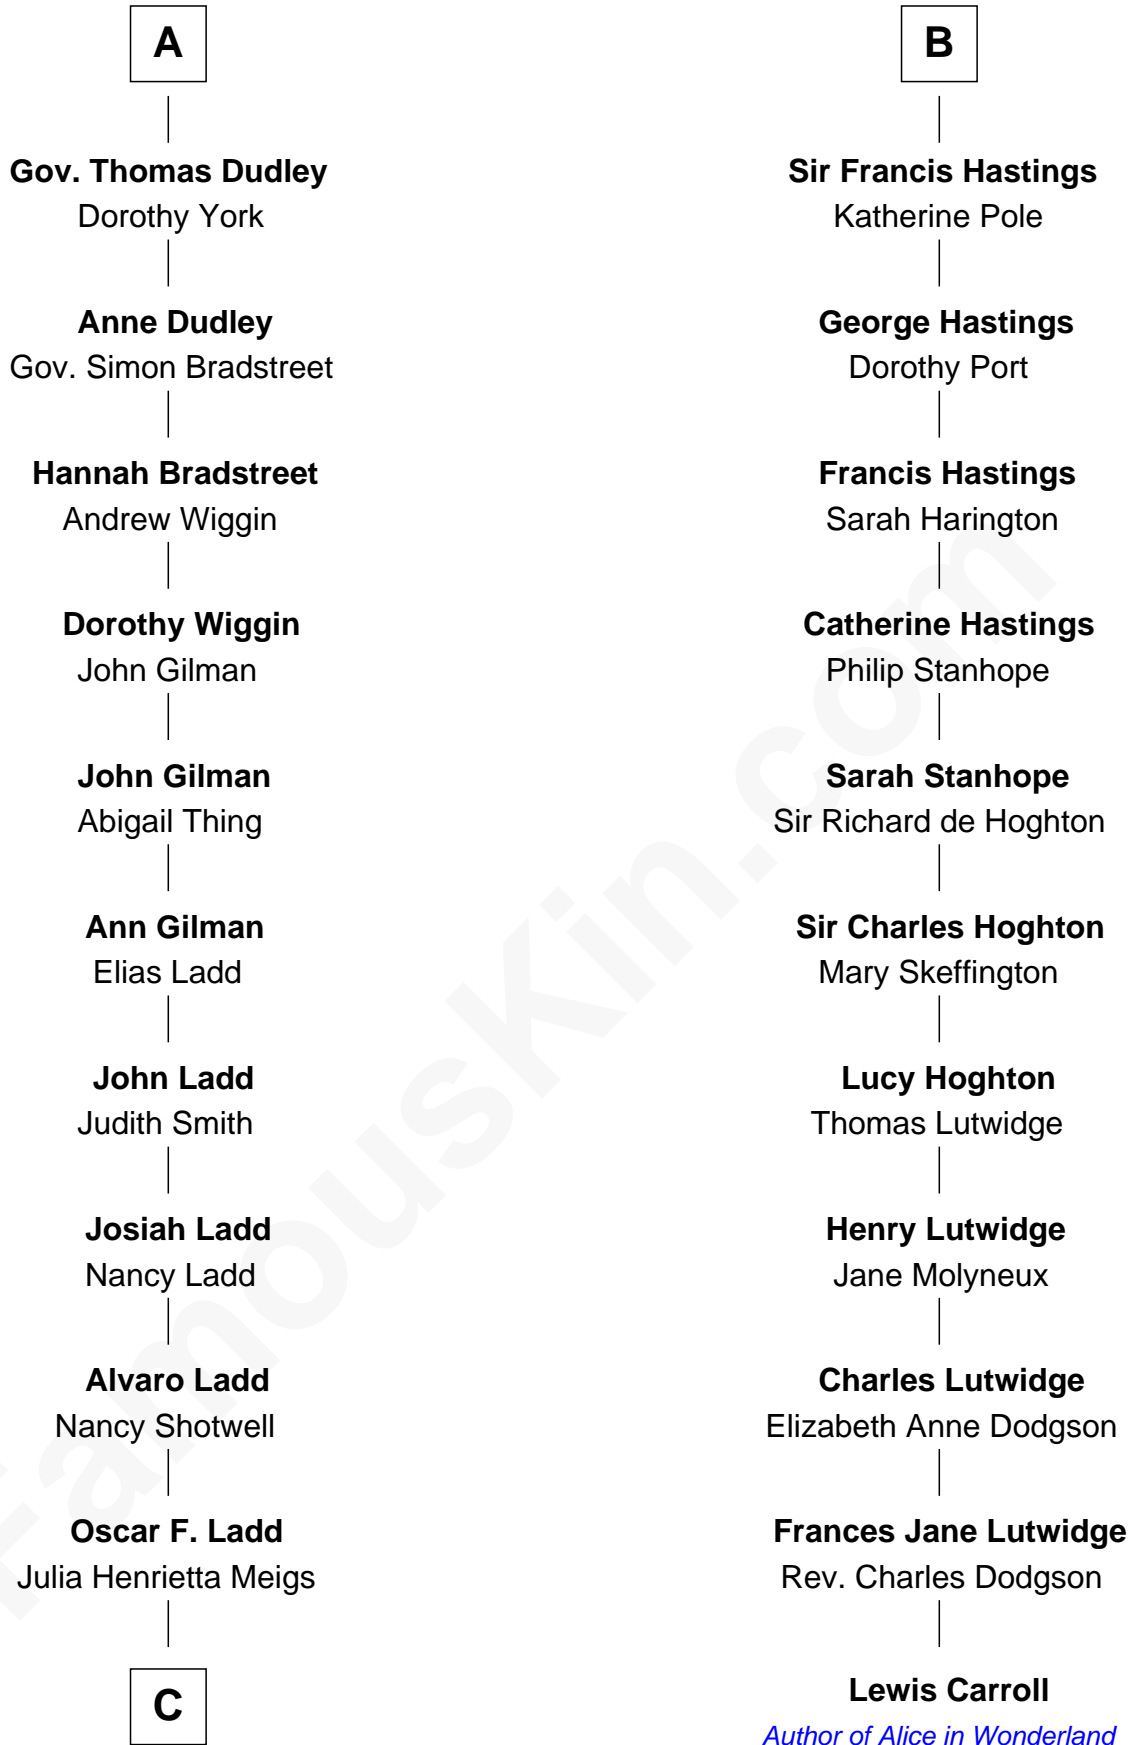 A
Gov. Thomas Dudley
Dorothy York
Anne Dudley
Gov. Simon Bradstreet
Hannah Bradstreet
Andrew Wiggin
Dorothy Wiggin
John Gilman
John Gilman
Abigail Thing
Ann Gilman
Elias Ladd
John Ladd
Judith Smith
Josiah Ladd
Nancy Ladd
Alvaro Ladd
Nancy Shotwell
Oscar F. Ladd
Julia Henrietta Meigs
C
B
Sir Francis Hastings
Katherine Pole
George Hastings
Dorothy Port
Francis Hastings
Sarah Harington
Catherine Hastings
Philip Stanhope
Sarah Stanhope
Sir Richard de Hoghton
Sir Charles Hoghton
Mary Skeffington
Lucy Hoghton
Thomas Lutwidge
Henry Lutwidge
Jane Molyneux
Charles Lutwidge
Elizabeth Anne Dodgson
Frances Jane Lutwidge
Rev. Charles Dodgson
Lewis Carroll
Author of Alice in Wonderland
FamousKin.com